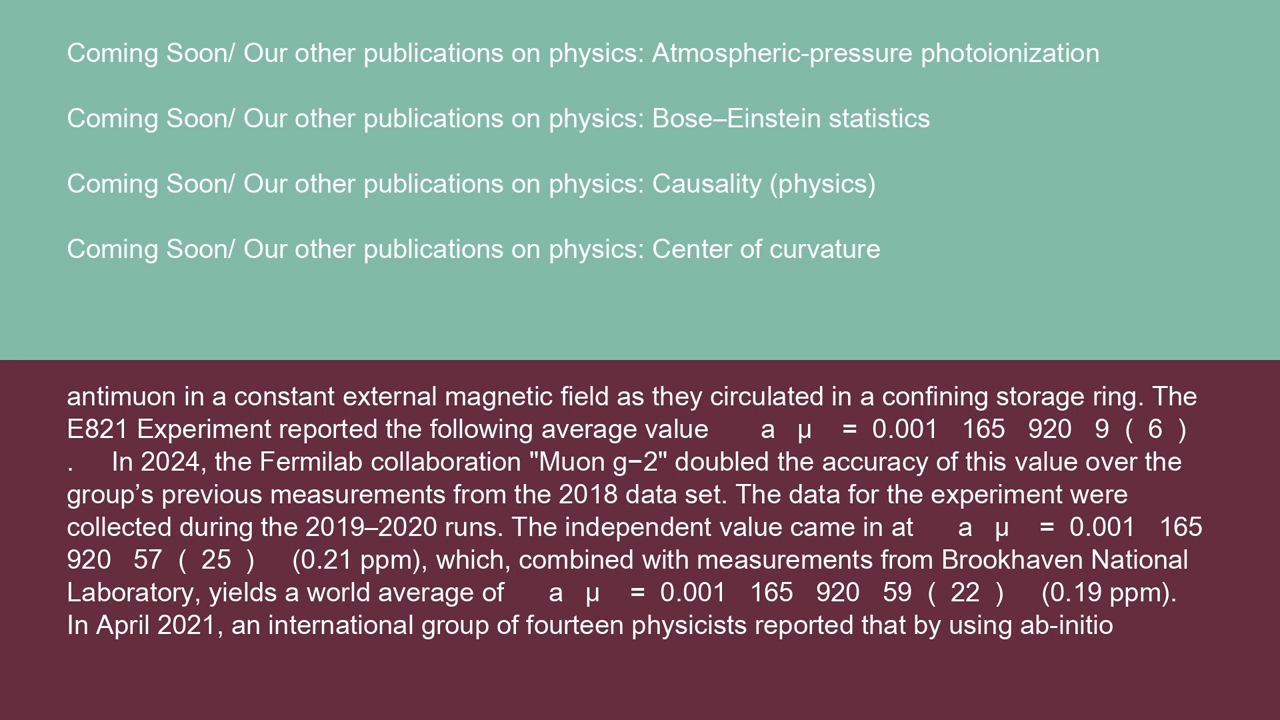 Coming Soon/ Our other publications on physics: Atmospheric-pressure photoionization
Coming Soon/ Our other publications on physics: Bose–Einstein statistics
Coming Soon/ Our other publications on physics: Causality (physics)
Coming Soon/ Our other publications on physics: Center of curvature
antimuon in a constant external magnetic field as they circulated in a confining storage ring. The
E821 Experiment reported the following average value a μ = 0.001 165 920 9 ( 6 )
. In 2024, the Fermilab collaboration "Muon g−2" doubled the accuracy of this value over the
group’s previous measurements from the 2018 data set. The data for the experiment were
collected during the 2019–2020 runs. The independent value came in at a μ = 0.001 165
920 57 ( 25 ) (0.21 ppm), which, combined with measurements from Brookhaven National
Laboratory, yields a world average of a μ = 0.001 165 920 59 ( 22 ) (0.19 ppm).
In April 2021, an international group of fourteen physicists reported that by using ab-initio